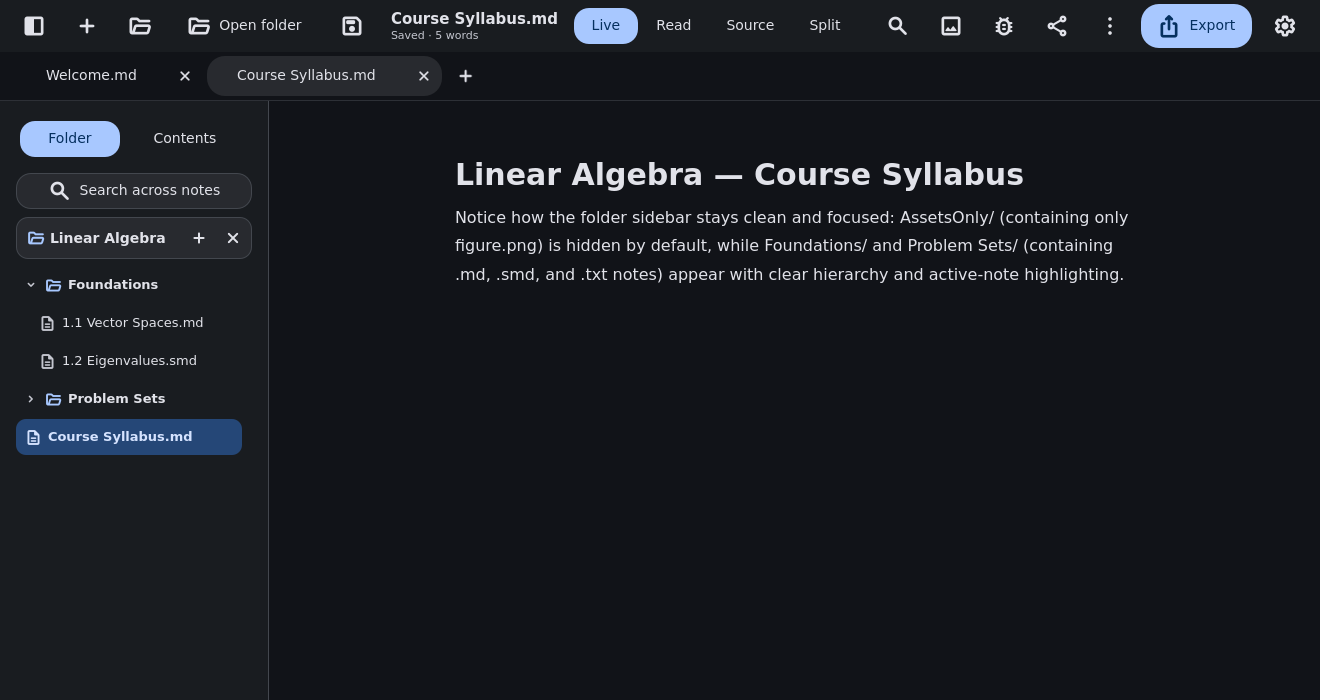 Open folder
Course Syllabus.md
Saved · 5 words
Live
Read
Source
Split
Export
Welcome.md
Course Syllabus.md
Folder
Contents
Search across notes
Linear Algebra
Foundations
1.1 Vector Spaces.md
1.2 Eigenvalues.smd
Problem Sets
Course Syllabus.md
Linear Algebra — Course Syllabus
Notice how the folder sidebar stays clean and focused: AssetsOnly/ (containing only
figure.png) is hidden by default, while Foundations/ and Problem Sets/ (containing
.md, .smd, and .txt notes) appear with clear hierarchy and active-note highlighting.